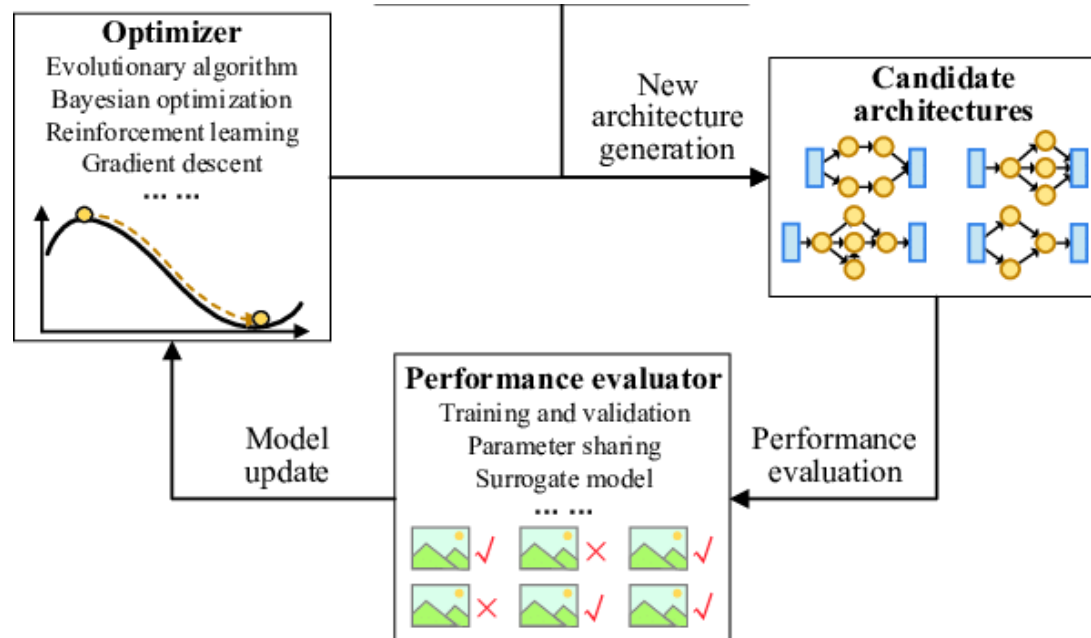 Optimizer
Evolutionary algorithm
Bayesian optimization
Reinforcement learning
Gradient descent
... ...
New
architecture
generation
Candidate
architectures
Performance evaluator
Training and validation
Parameter sharing
Surrogate model
... ...
Model
update
Performance
evaluation